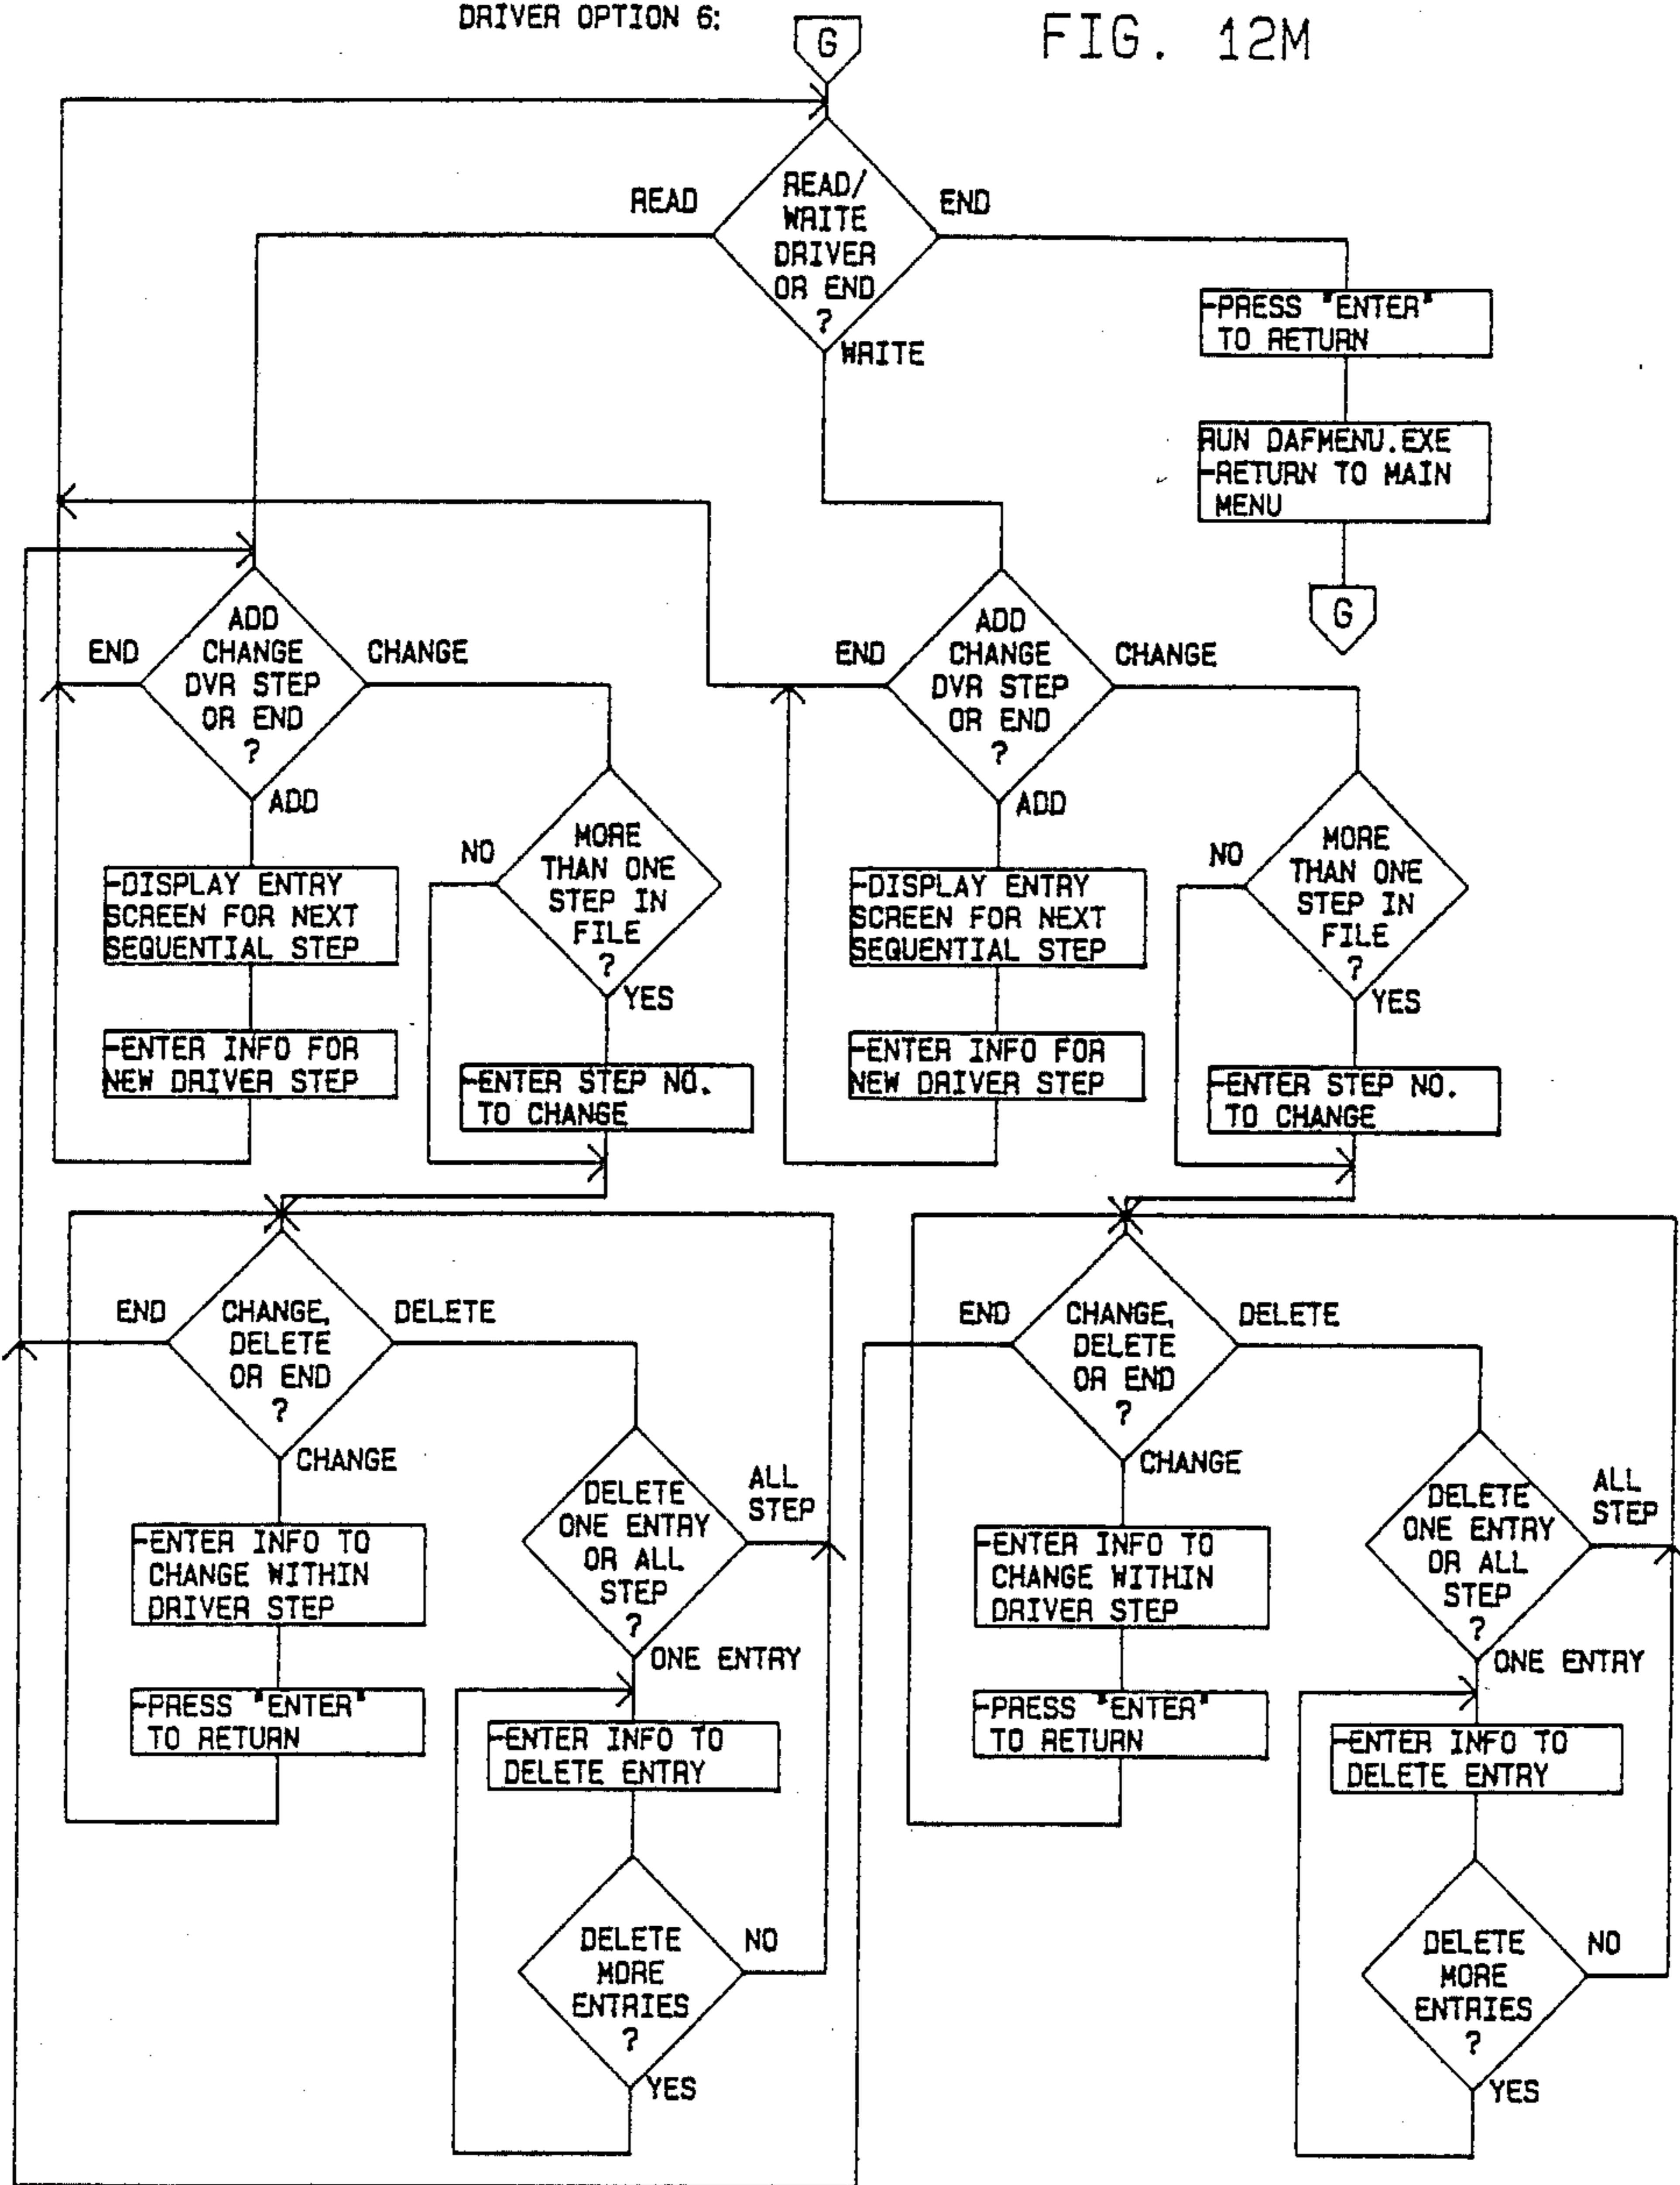 DRIVER OPTION 6:
G
FIG. 12M
READ/
WRITE
DRIVER
OR END
?
READ
END
WRITE
-PRESS "ENTER"
TO RETURN
RUN DAFMENU.EXE
-RETURN TO MAIN
MENU
G
ADD
CHANGE
DVR STEP
OR END
?
END
CHANGE
ADD
-DISPLAY ENTRY
SCREEN FOR NEXT
SEQUENTIAL STEP
-ENTER INFO FOR
NEW DRIVER STEP
MORE
THAN ONE
STEP IN
FILE
?
NO
YES
-ENTER STEP NO.
TO CHANGE
ADD
CHANGE
DVR STEP
OR END
?
END
CHANGE
ADD
-DISPLAY ENTRY
SCREEN FOR NEXT
SEQUENTIAL STEP
-ENTER INFO FOR
NEW DRIVER STEP
MORE
THAN ONE
STEP IN
FILE
?
NO
YES
-ENTER STEP NO.
TO CHANGE
END
CHANGE,
DELETE
OR END
?
DELETE
CHANGE
-ENTER INFO TO
CHANGE WITHIN
DRIVER STEP
-PRESS "ENTER"
TO RETURN
DELETE
ONE ENTRY
OR ALL
STEP
?
ALL
STEP
ONE ENTRY
-ENTER INFO TO
DELETE ENTRY
DELETE
MORE
ENTRIES
?
NO
YES
END
CHANGE,
DELETE
OR END
?
DELETE
CHANGE
-ENTER INFO TO
CHANGE WITHIN
DRIVER STEP
-PRESS "ENTER"
TO RETURN
DELETE
ONE ENTRY
OR ALL
STEP
?
ALL
STEP
ONE ENTRY
-ENTER INFO TO
DELETE ENTRY
DELETE
MORE
ENTRIES
?
NO
YES